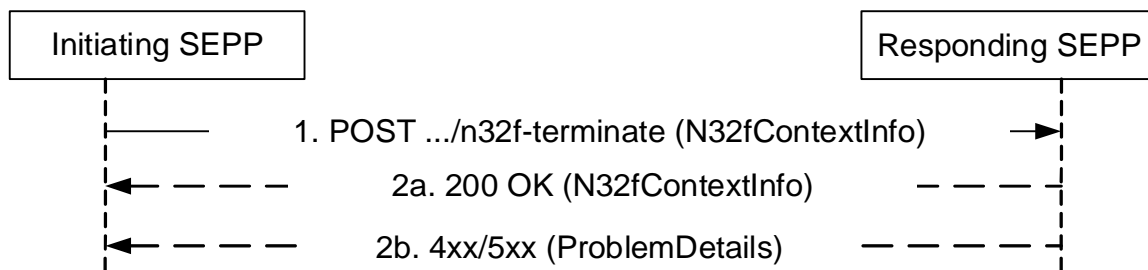 Initiating SEPP
Responding SEPP
1. POST .../n32f-terminate (N32fContextInfo)
2a. 200 OK (N32fContextInfo)
2b. 4xx/5xx (ProblemDetails)